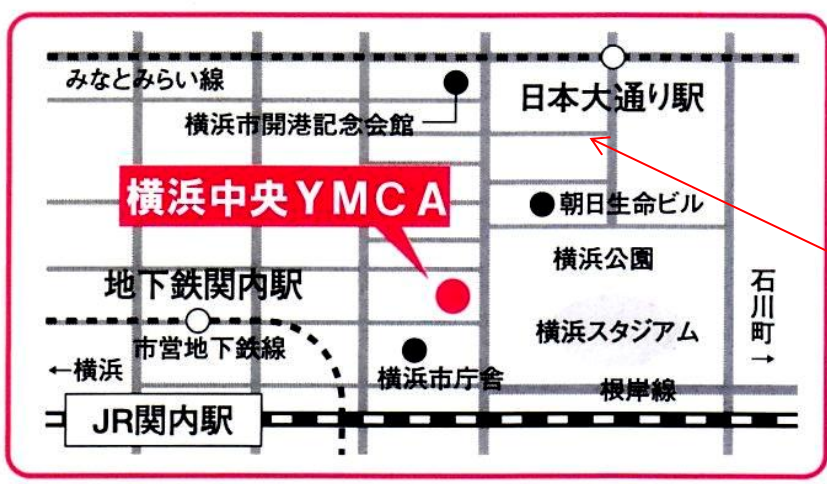 みなとみらい線
日本大通り駅
横浜市開港記念会館
横浜中央YMCA
朝日生命ビル
横浜公園
地下鉄関内駅
石川町→
横浜スタジアム
市営地下鉄線
←横浜
横浜市庁舎
根岸線
JR関内駅